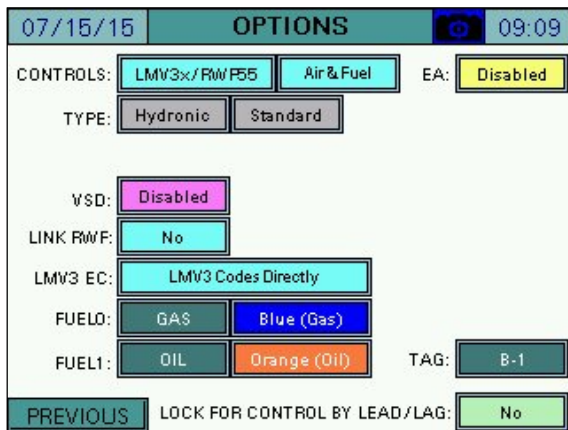 07/15/15 OPTIONS 09:09
CONTROLS: LMV3x/RWF55 Air & Fuel EA: Disabled
TYPE: Hydronic Standard
VSD: Disabled
LINK RWF: No
LMV3 EC: LMV3 Codes Directly
FUEL0: GAS Blue (Gas)
FUEL1: OIL Orange (Oil) TAG: B-1
PREVIOUS LOCK FOR CONTROL BY LEAD/LAG: No